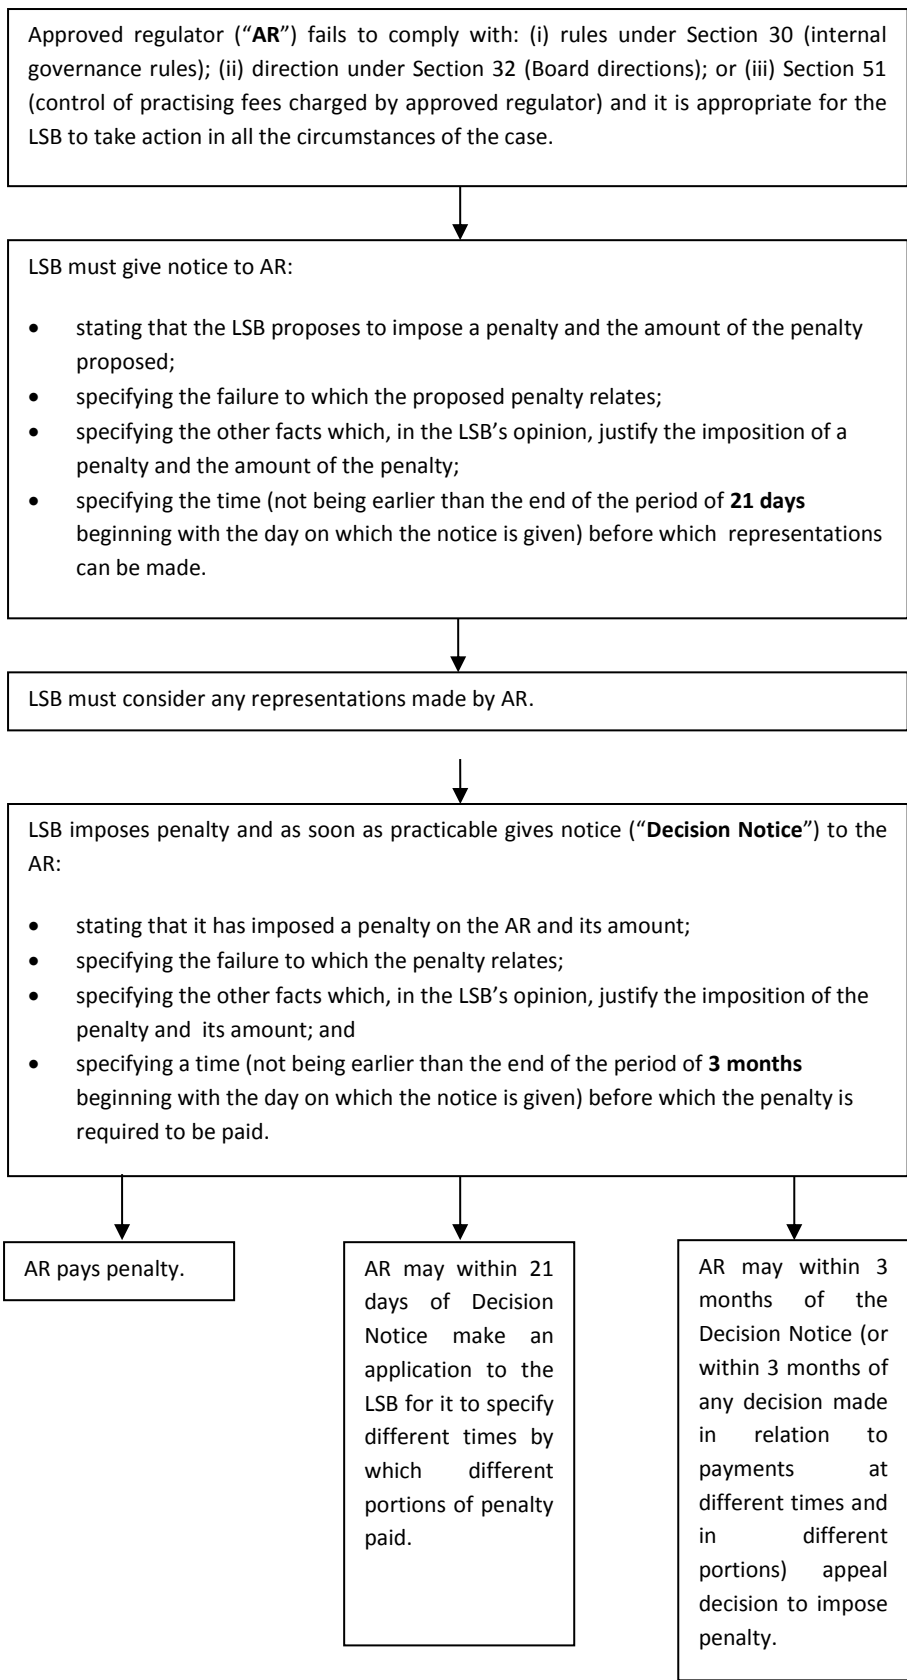 Approved regulator (“AR”) fails to comply with: (i) rules under Section 30 (internal
governance rules); (ii) direction under Section 32 (Board directions); or (iii) Section 51
(control of practising fees charged by approved regulator) and it is appropriate for the
LSB to take action in all the circumstances of the case.
LSB must give notice to AR:
• stating that the LSB proposes to impose a penalty and the amount of the penalty
proposed;
• specifying the failure to which the proposed penalty relates;
• specifying the other facts which, in the LSB’s opinion, justify the imposition of a
penalty and the amount of the penalty;
• specifying the time (not being earlier than the end of the period of 21 days
beginning with the day on which the notice is given) before which representations
can be made.
LSB must consider any representations made by AR.
LSB imposes penalty and as soon as practicable gives notice (“Decision Notice”) to the
AR:
• stating that it has imposed a penalty on the AR and its amount;
• specifying the failure to which the penalty relates;
• specifying the other facts which, in the LSB’s opinion, justify the imposition of the
penalty and its amount; and
• specifying a time (not being earlier than the end of the period of 3 months
beginning with the day on which the notice is given) before which the penalty is
required to be paid.
AR pays penalty.
AR may within 21
days of Decision
Notice make an
application to the
LSB for it to specify
different times by
which different
portions of penalty
paid.
AR may within 3
months of the
Decision Notice (or
within 3 months of
any decision made
in relation to
payments at
different times and
in different
portions) appeal
decision to impose
penalty.